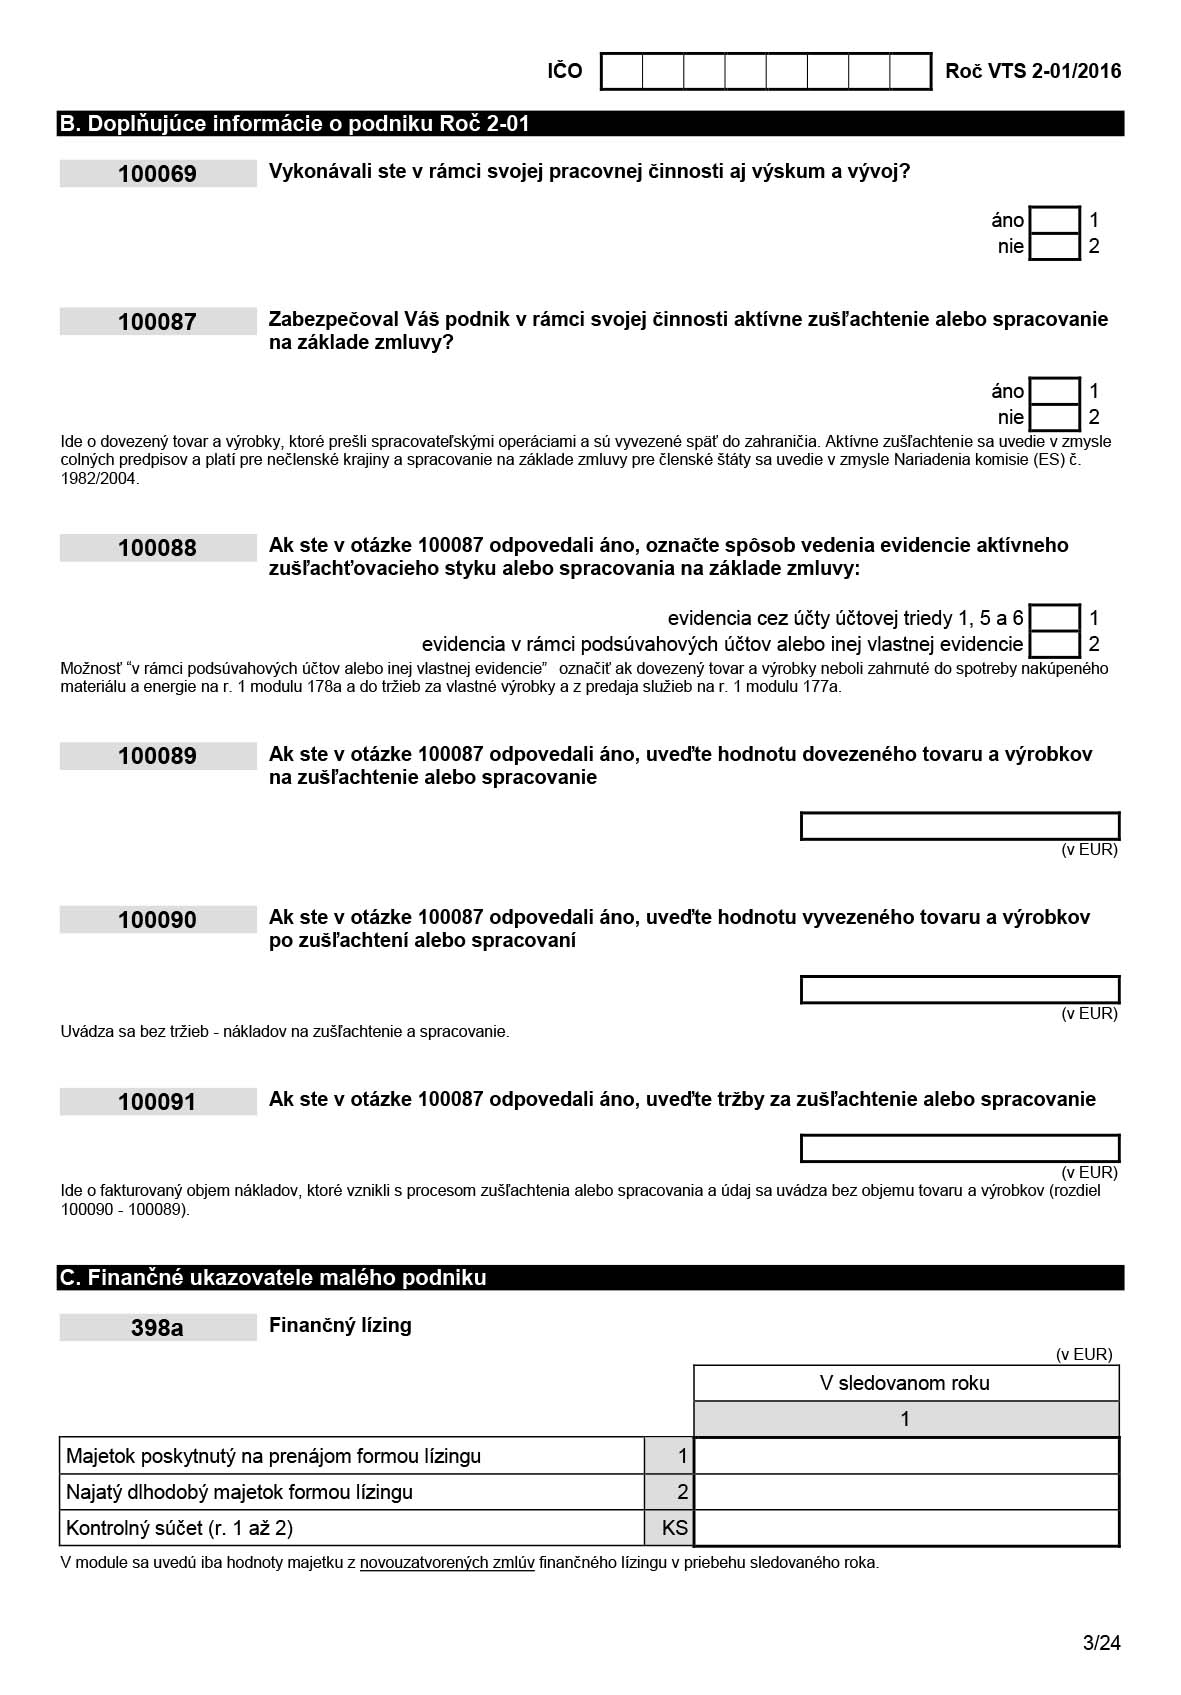 IČO Roč VTS 2-01/2016
B. Doplňujúce informácie o podniku Roč 2-01
100069 Vykonávali ste v rámci svojej pracovnej činnosti aj výskum a vývoj?
áno 1
nie 2
100087 Zabezpečoval Váš podnik v rámci svojej činnosti aktívne zušľachtenie alebo spracovanie
na základe zmluvy?
áno 1
nie 2
Ide o dovezený tovar a výrobky, ktoré prešli spracovateľskými operáciami a sú vyvezené späť do zahraničia. Aktívne zušľachtenie sa uvedie v zmysle
colných predpisov a platí pre nečlenské krajiny a spracovanie na základe zmluvy pre členské štáty sa uvedie v zmysle Nariadenia komisie (ES) č.
1982/2004.
100088 Ak ste v otázke 100087 odpovedali áno, označte spôsob vedenia evidencie aktívneho
zušľachťovacieho styku alebo spracovania na základe zmluvy:
evidencia cez účty účtovej triedy 1, 5 a 6 1
evidencia v rámci podsúvahových účtov alebo inej vlastnej evidencie 2
Možnosť “v rámci podsúvahových účtov alebo inej vlastnej evidencie” označiť ak dovezený tovar a výrobky neboli zahrnuté do spotreby nakúpeného
materiálu a energie na r. 1 modulu 178a a do tržieb za vlastné výrobky a z predaja služieb na r. 1 modulu 177a.
100089 Ak ste v otázke 100087 odpovedali áno, uveďte hodnotu dovezeného tovaru a výrobkov
na zušľachtenie alebo spracovanie
(v EUR)
100090 Ak ste v otázke 100087 odpovedali áno, uveďte hodnotu vyvezeného tovaru a výrobkov
po zušľachtení alebo spracovaní
(v EUR)
Uvádza sa bez tržieb - nákladov na zušľachtenie a spracovanie.
100091 Ak ste v otázke 100087 odpovedali áno, uveďte tržby za zušľachtenie alebo spracovanie
(v EUR)
Ide o fakturovaný objem nákladov, ktoré vznikli s procesom zušľachtenia alebo spracovania a údaj sa uvádza bez objemu tovaru a výrobkov (rozdiel
100090 - 100089).
C. Finančné ukazovatele malého podniku
398a Finančný lízing
(v EUR)
V sledovanom roku
1
Majetok poskytnutý na prenájom formou lízingu 1
Najatý dlhodobý majetok formou lízingu 2
Kontrolný súčet (r. 1 až 2) KS
V module sa uvedú iba hodnoty majetku z novouzatvorených zmlúv finančného lízingu v priebehu sledovaného roka.
3/24